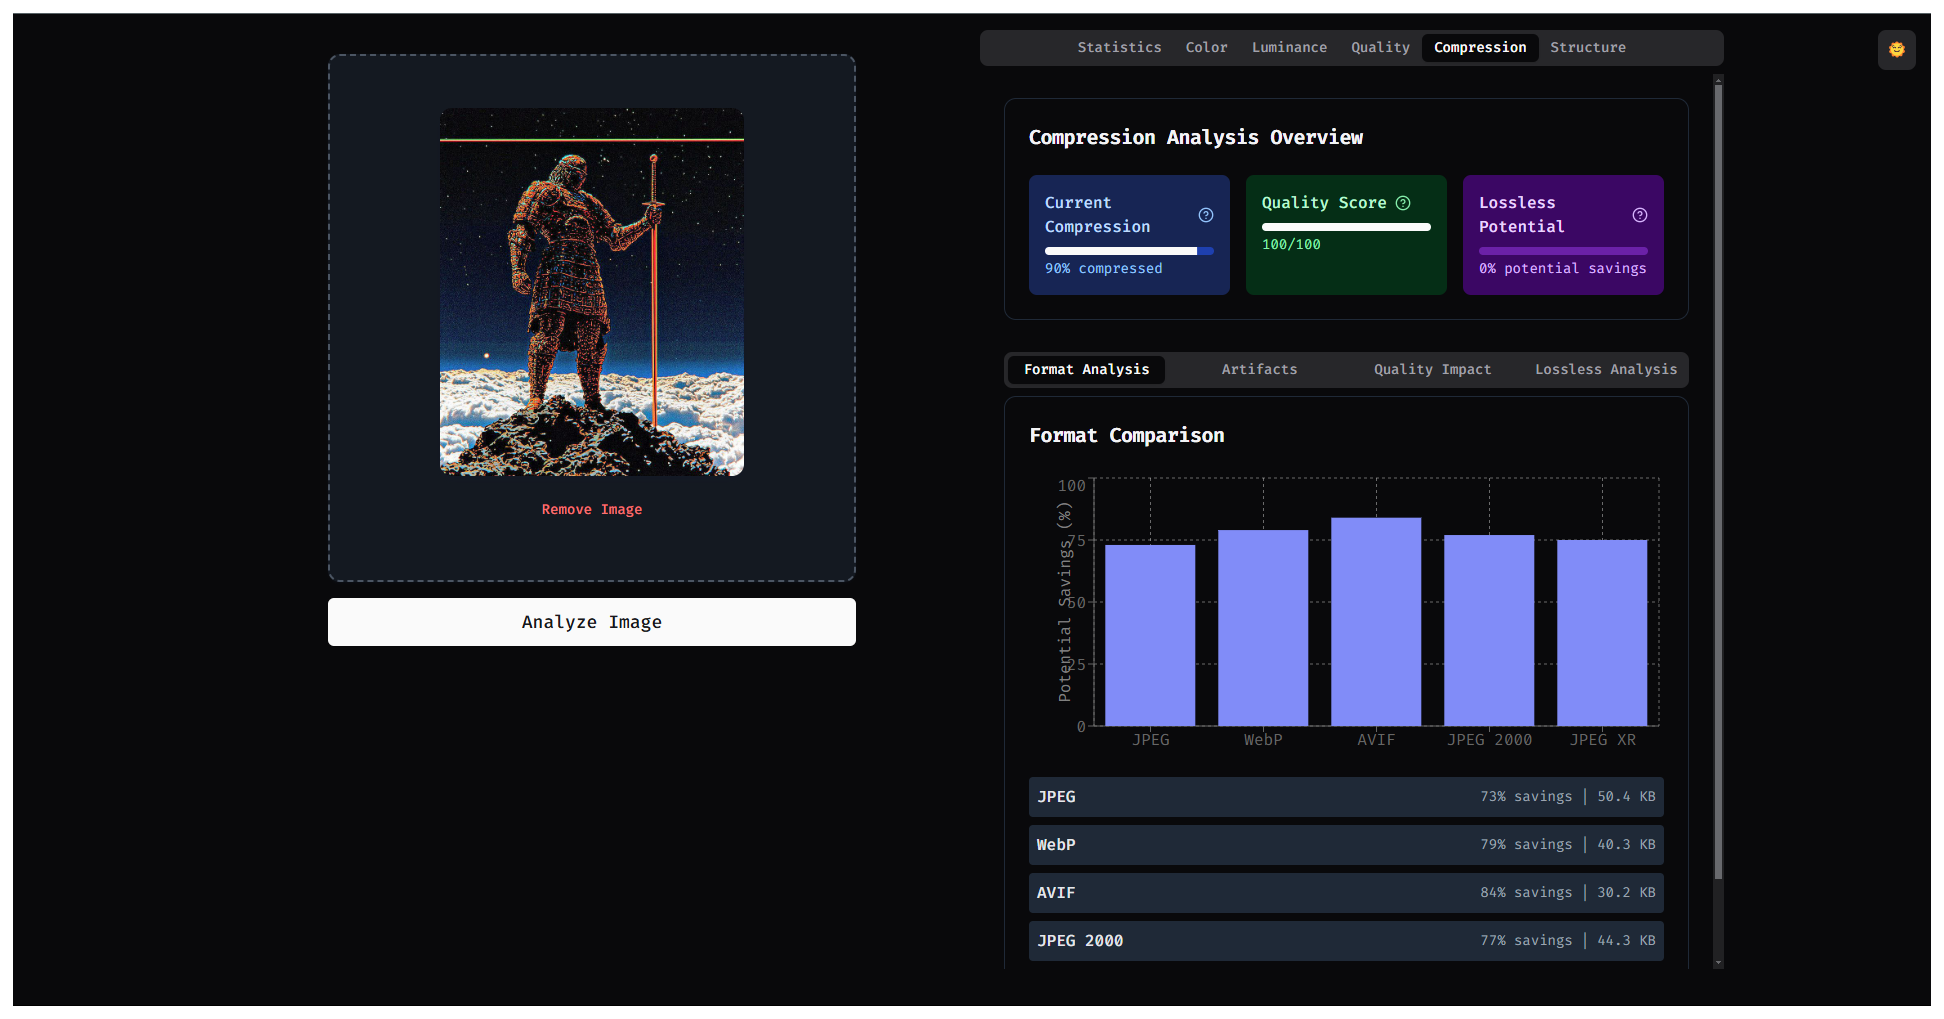 Statistics Color Luminance Quality Compression Structure
Remove Image
Analyze Image
Compression Analysis Overview
Current
Compression
90% compressed
Quality Score
100/100
Lossless
Potential
0% potential savings
Format Analysis Artifacts Quality Impact Lossless Analysis
Format Comparison
Potential Savings (%)
100
75
50
25
0
JPEG WebP AVIF JPEG 2000 JPEG XR
JPEG 73% savings | 50.4 KB
WebP 79% savings | 40.3 KB
AVIF 84% savings | 30.2 KB
JPEG 2000 77% savings | 44.3 KB